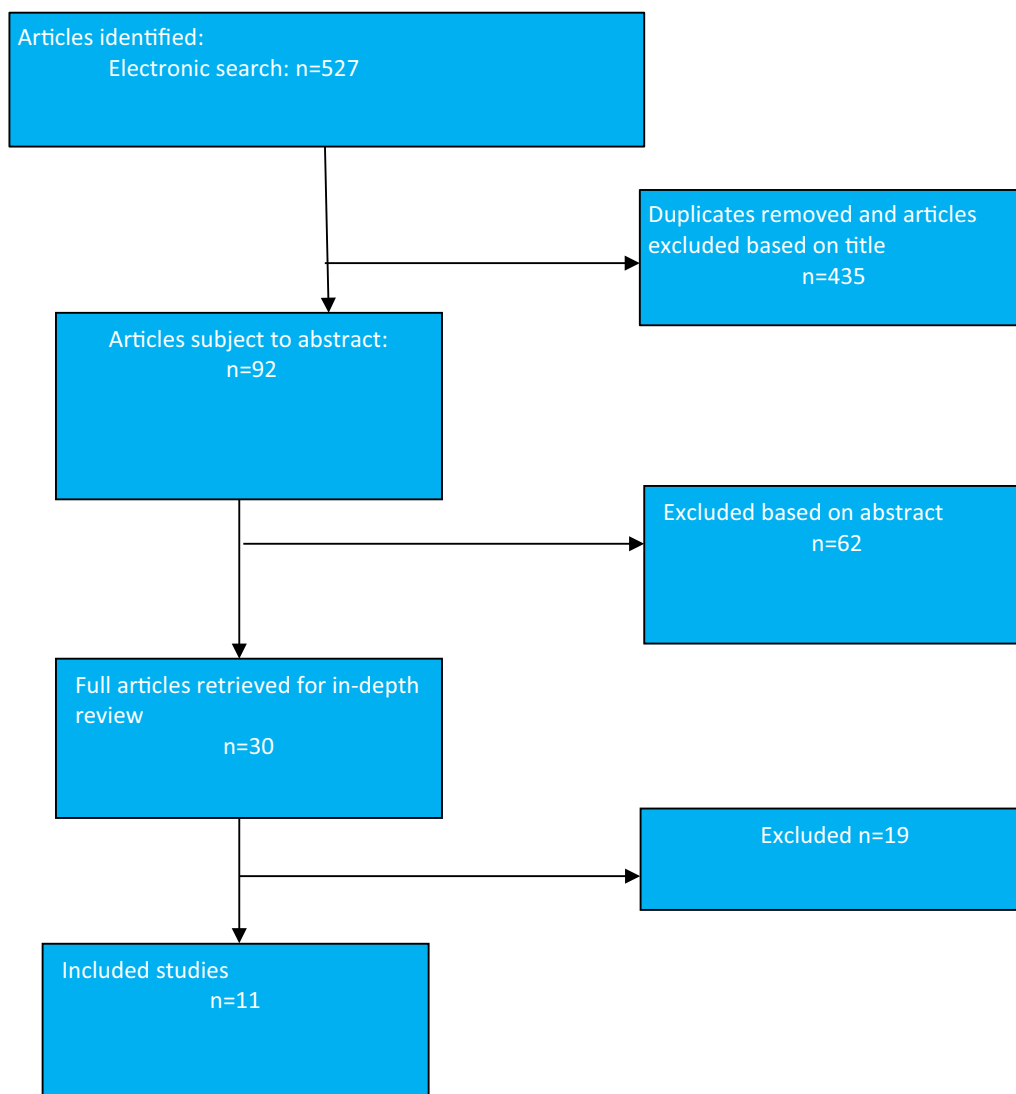 Articles identified:
Electronic search: n=527
Duplicates removed and articles
excluded based on title
n=435
Articles subject to abstract:
n=92
Excluded based on abstract
n=62
Full articles retrieved for in-depth
review
n=30
Excluded n=19
Included studies
n=11